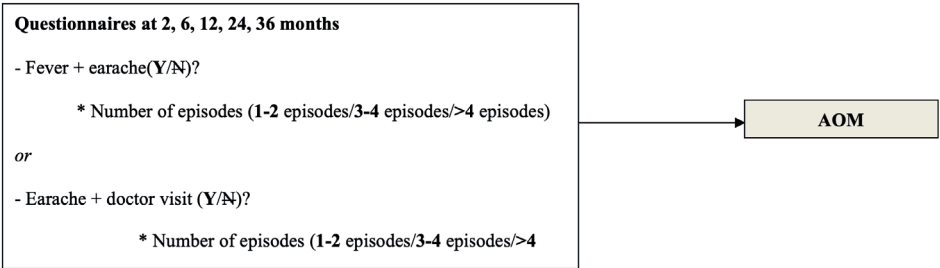 Questionnaires at 2, 6, 12, 24, 36 months
- Fever + earache(Y/N)?
* Number of episodes (1-2 episodes/3-4 episodes/>4 episodes)
AOM
or
- Earache + doctor visit (Y/N)?
* Number of episodes (1-2 episodes/3-4 episodes/>4